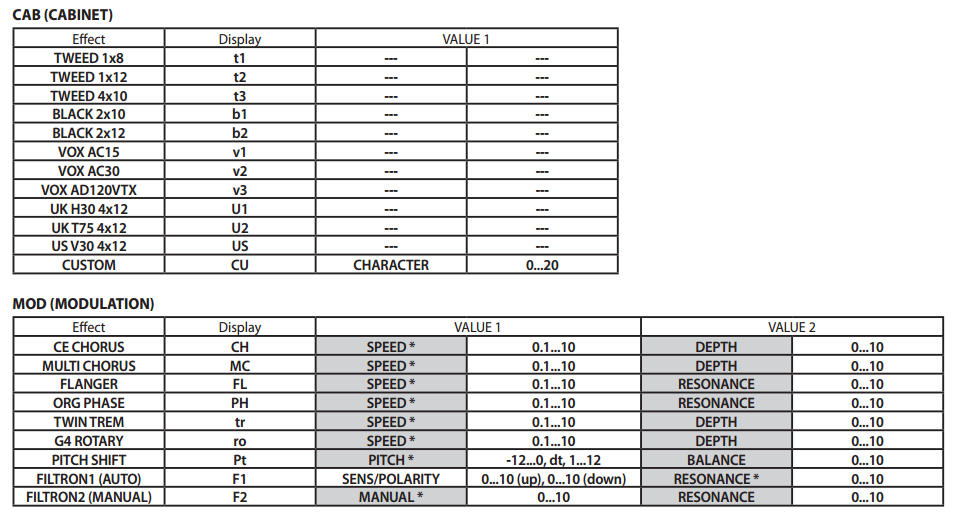 CAB (CABINET)
Effect Display VALUE 1
TWEED 1x8 t1 --- ---
TWEED 1x12 t2 --- ---
TWEED 4x10 t3 --- ---
BLACK 2x10 b1 --- ---
BLACK 2x12 b2 --- ---
VOX AC15 v1 --- ---
VOX AC30 v2 --- ---
VOX AD120VTX v3 --- ---
UK H30 4x12 U1 --- ---
UK T75 4x12 U2 --- ---
US V30 4x12 US --- ---
CUSTOM CU CHARACTER 0...20
MOD (MODULATION)
Effect Display VALUE 1 VALUE 2
CE CHORUS CH SPEED * 0.1...10 DEPTH 0...10
MULTI CHORUS MC SPEED * 0.1...10 DEPTH 0...10
FLANGER FL SPEED * 0.1...10 RESONANCE 0...10
ORG PHASE PH SPEED * 0.1...10 RESONANCE 0...10
TWIN TREM tr SPEED * 0.1...10 DEPTH 0...10
G4 ROTARY ro SPEED * 0.1...10 DEPTH 0...10
PITCH SHIFT Pt PITCH * -12...0, dt, 1...12 BALANCE 0...10
FILTRON1 (AUTO) F1 SENS/POLARITY 0...10 (up), 0...10 (down) RESONANCE * 0...10
FILTRON2 (MANUAL) F2 MANUAL * 0...10 RESONANCE 0...10